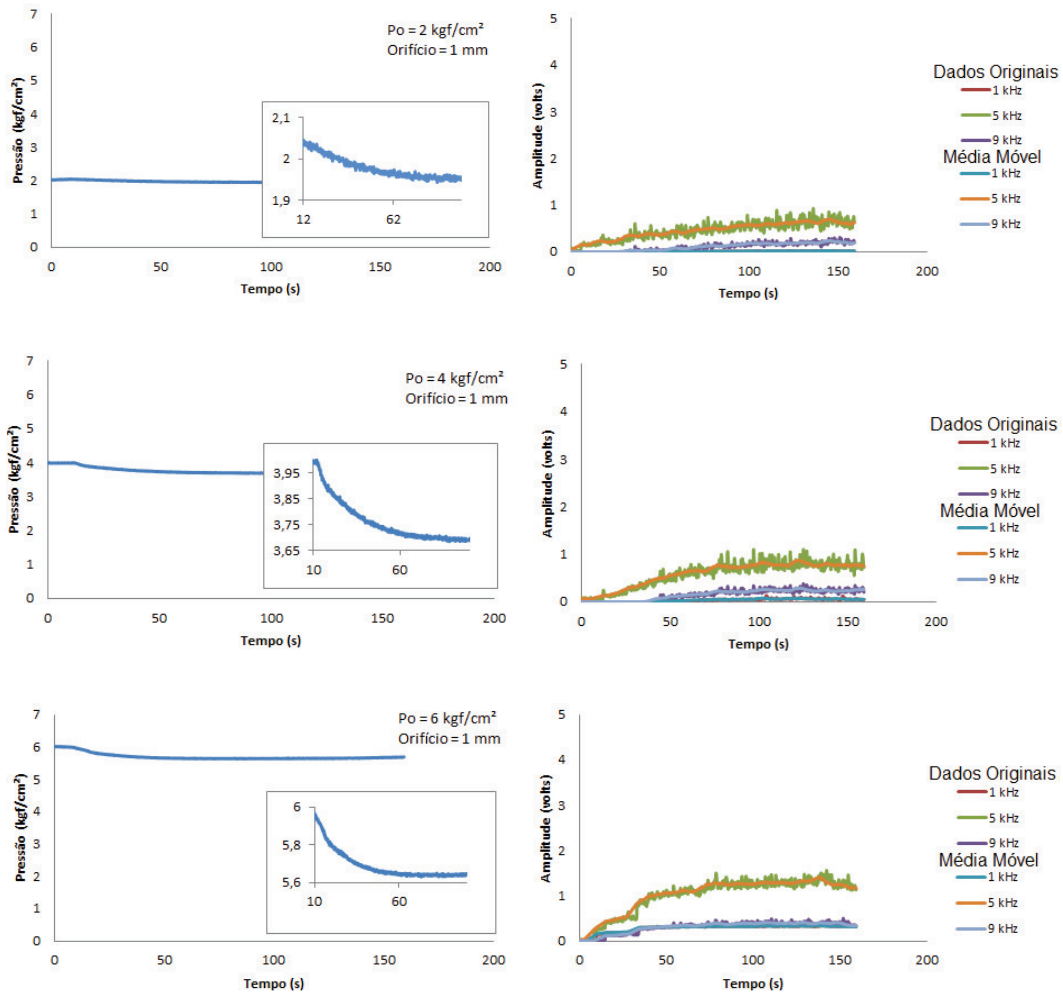 7
6
5
4
3
2
1
0
0
50
100
150
200
Pressão (kgf/cm²)
Tempo (s)
Po = 2 kgf/cm²
Orifício = 1 mm
2,1
2
1,9
12
62
5
4
3
2
1
0
0
50
100
150
200
Amplitude (volts)
Tempo (s)
Dados Originais
1 kHz
5 kHz
9 kHz
Média Móvel
1 kHz
5 kHz
9 kHz
7
6
5
4
3
2
1
0
0
50
100
150
200
Pressão (kgf/cm²)
Tempo (s)
Po = 4 kgf/cm²
Orifício = 1 mm
3,95
3,85
3,75
3,65
10
60
5
4
3
2
1
0
0
50
100
150
200
Amplitude (volts)
Tempo (s)
Dados Originais
1 kHz
5 kHz
9 kHz
Média Móvel
1 kHz
5 kHz
9 kHz
7
6
5
4
3
2
1
0
0
50
100
150
200
Pressão (kgf/cm²)
Tempo (s)
Po = 6 kgf/cm²
Orifício = 1 mm
6
5,8
5,6
10
60
5
4
3
2
1
0
0
50
100
150
200
Amplitude (volts)
Tempo (s)
Dados Originais
1 kHz
5 kHz
9 kHz
Média Móvel
1 kHz
5 kHz
9 kHz